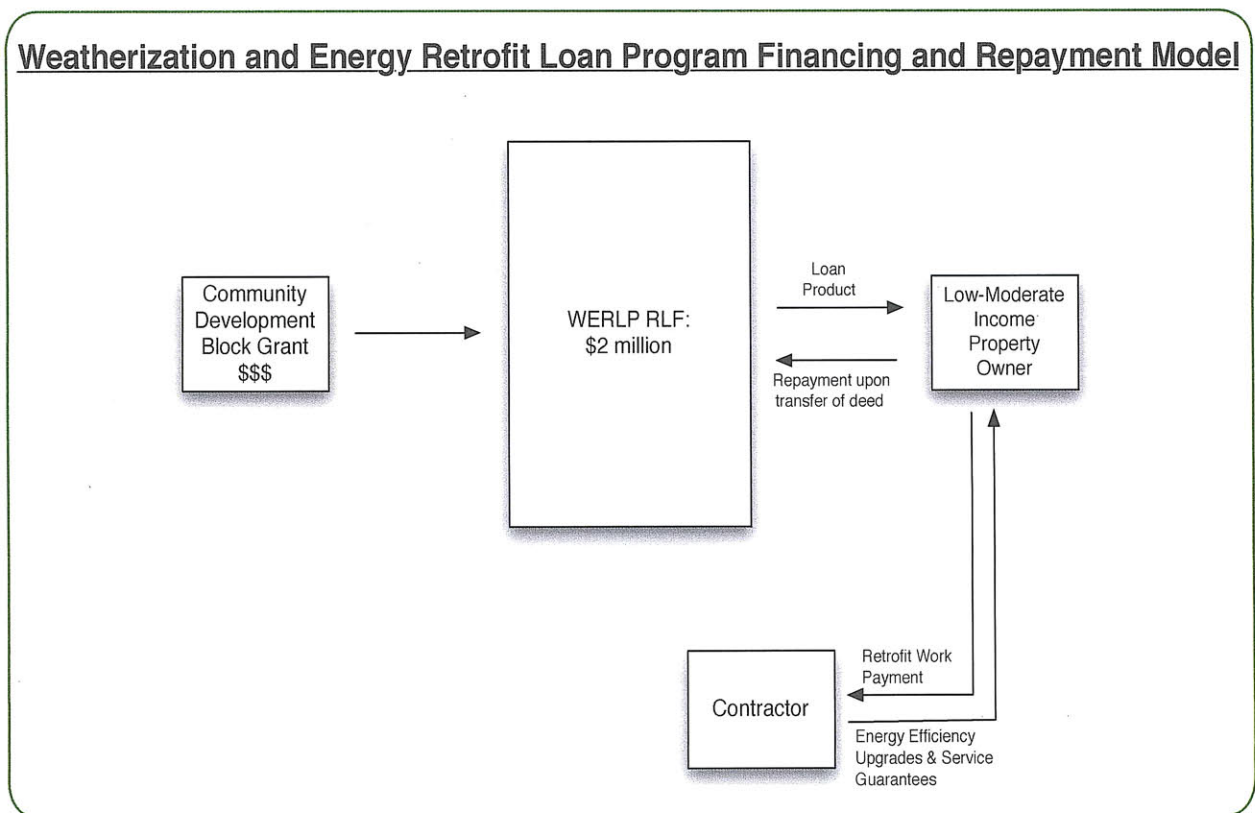 Weatherization and Energy Retrofit Loan Program Financing and Repayment Model
Community
Development
Block Grant
$$$
WERLP RLF:
$2 million
Loan
Product
Repayment upon
transfer of deed
Low-Moderate
Income
Property
Owner
Retrofit Work
Payment
Contractor
Energy Efficiency
Upgrades & Service
Guarantees